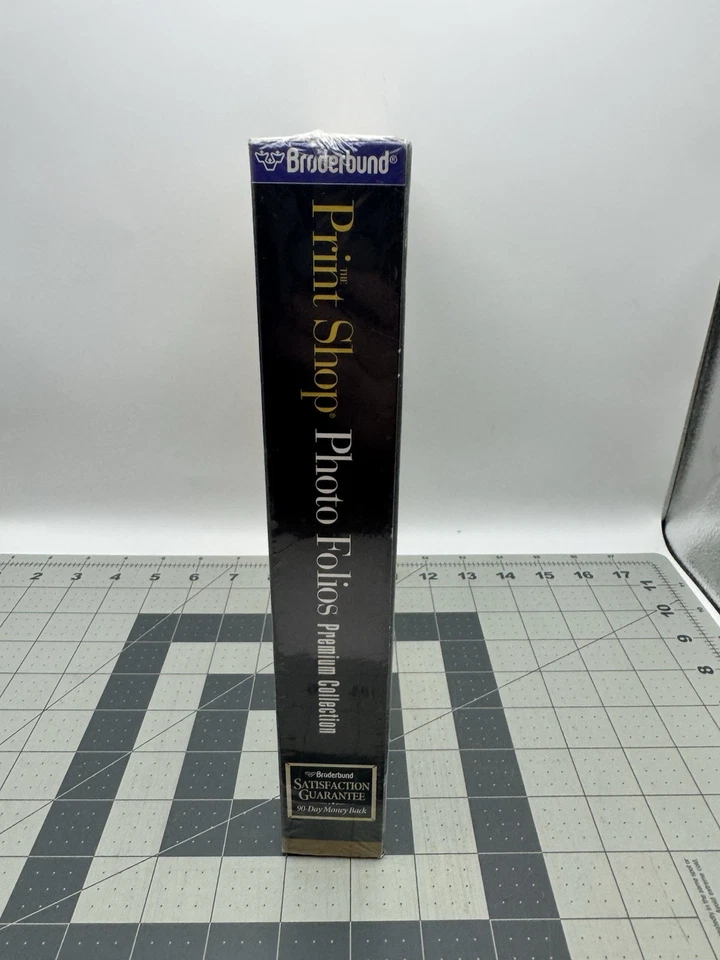 Brøderbund®
THE
Print Shop® Photo Folios Premium Collection
Brøderbund
SATISFACTION
GUARANTEE
90-Day Money Back
2 3 4 5 6 7 12 13 14 15 16 17
11
10
9
8